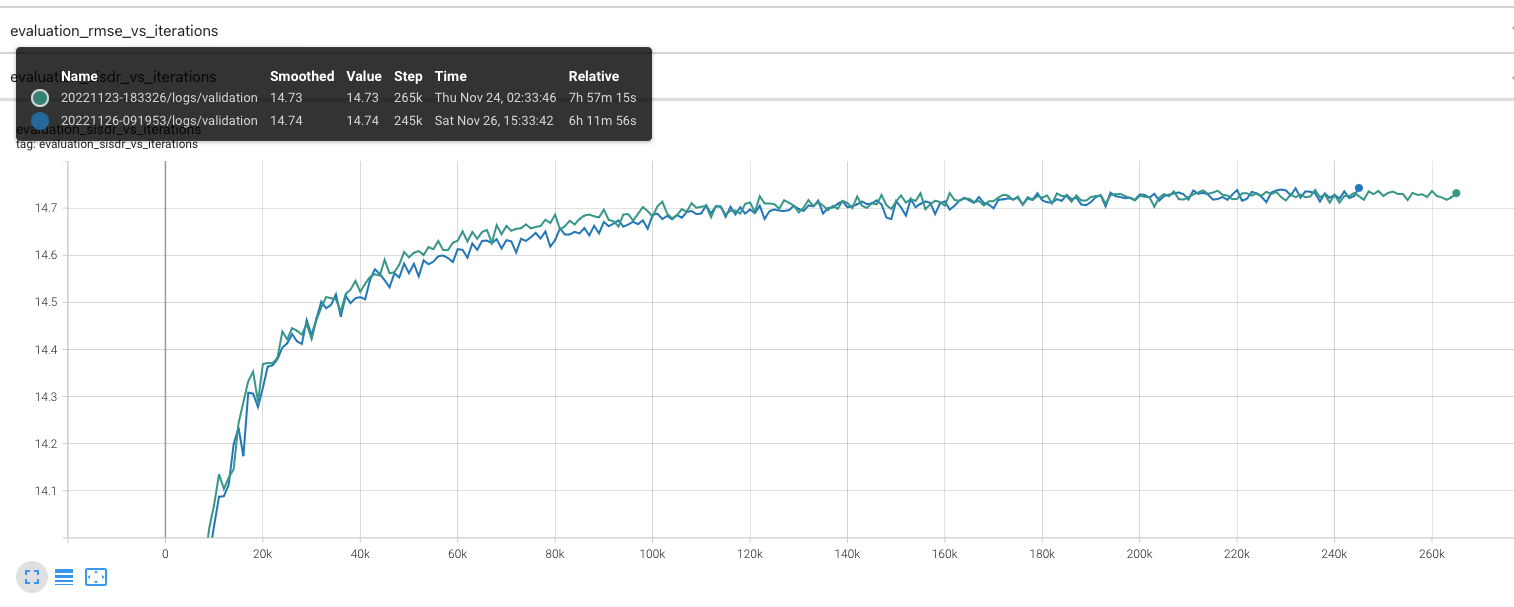 evaluation_rmse_vs_iterations
evaluation_sisdr_vs_iterations
Name Smoothed Value Step Time Relative
20221123-183326/logs/validation 14.73 14.73 265k Thu Nov 24, 02:33:46 7h 57m 15s
20221126-091953/logs/validation 14.74 14.74 245k Sat Nov 26, 15:33:42 6h 11m 56s
evaluation_sisdr_vs_iterations
tag: evaluation_sisdr_vs_iterations
14.7
14.6
14.5
14.4
14.3
14.2
14.1
0 20k 40k 60k 80k 100k 120k 140k 160k 180k 200k 220k 240k 260k